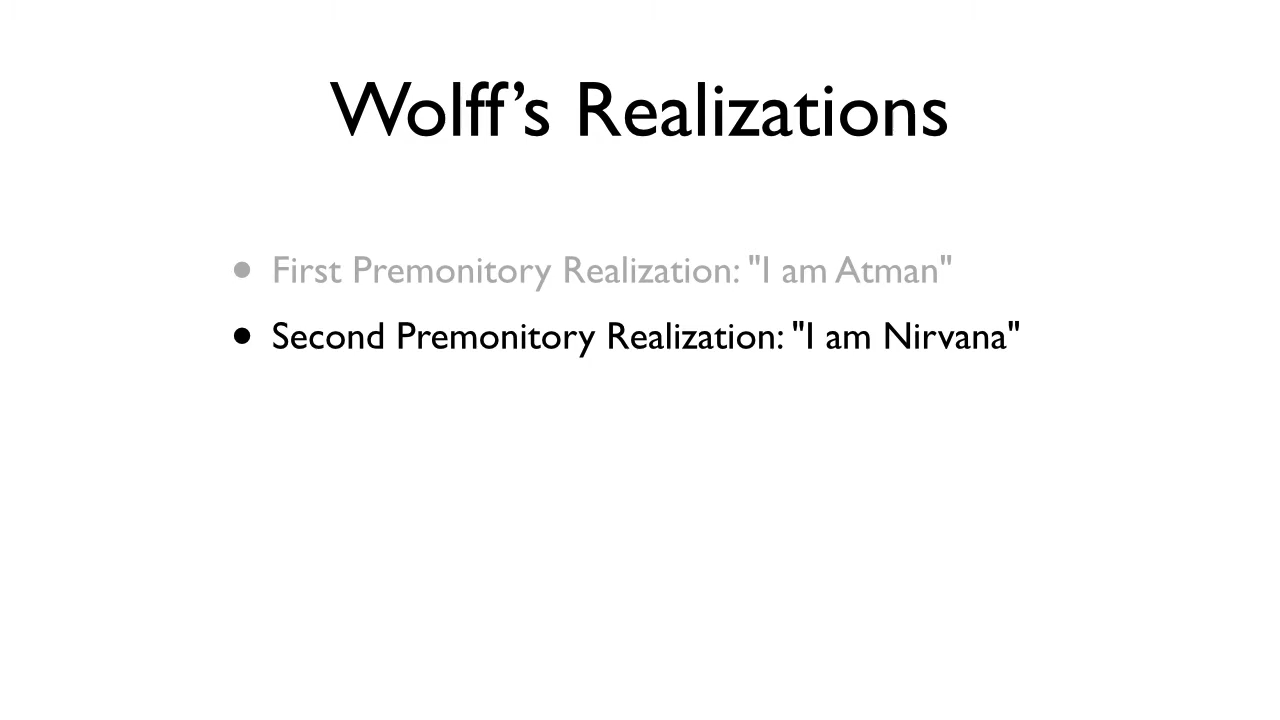 Wolff’s Realizations
• First Premonitory Realization: "I am Atman"
• Second Premonitory Realization: "I am Nirvana"